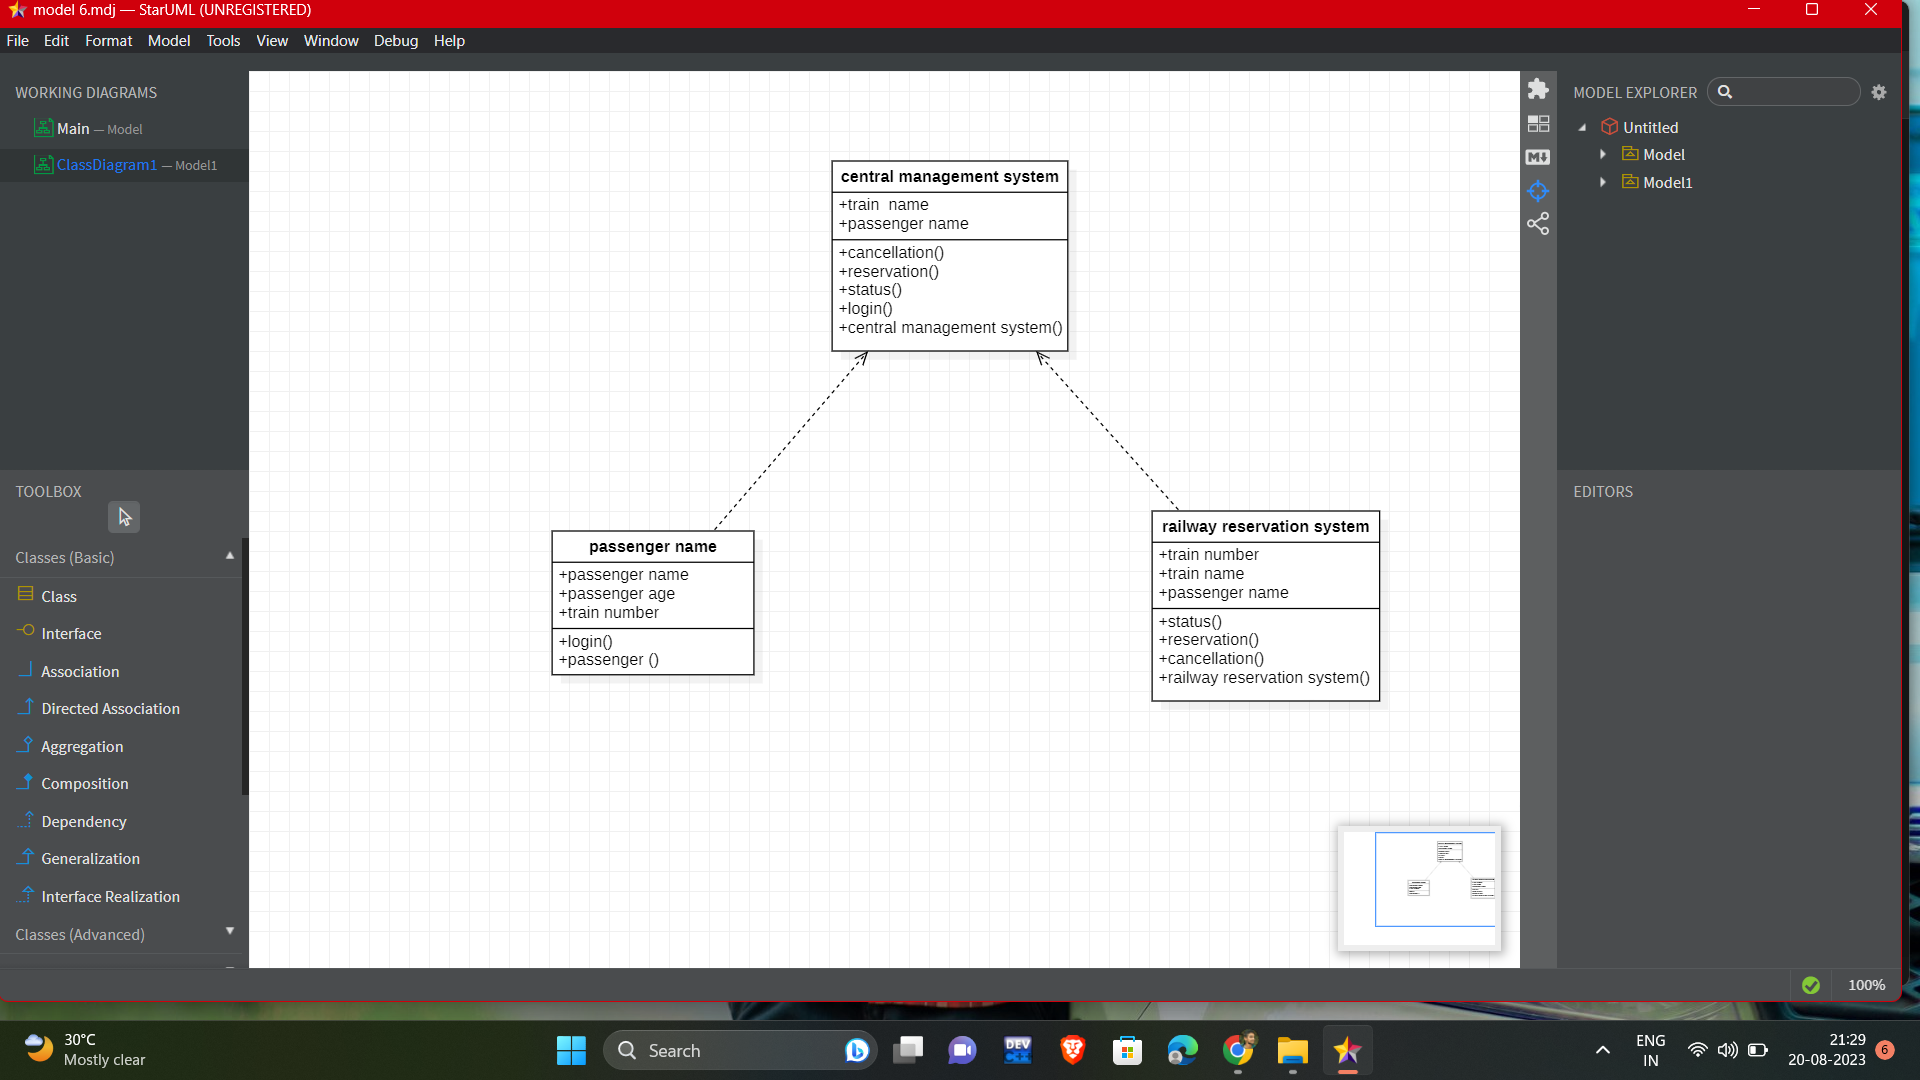 model 6.mdj — StarUML (UNREGISTERED)
File Edit Format Model Tools View Window Debug Help
WORKING DIAGRAMS
Main — Model
ClassDiagram1 — Model1
TOOLBOX
Classes (Basic)
Class
Interface
Association
Directed Association
Aggregation
Composition
Dependency
Generalization
Interface Realization
Classes (Advanced)
central management system
+train  name
+passenger name
+cancellation()
+reservation()
+status()
+login()
+central management system()
passenger name
+passenger name
+passenger age
+train number
+login()
+passenger ()
railway reservation system
+train number
+train name
+passenger name
+status()
+reservation()
+cancellation()
+railway reservation system()
M
MODEL EXPLORER
Untitled
Model
Model1
EDITORS
100%
30°C
Mostly clear
Search
DEV
C++
ENG
IN
21:29
20-08-2023
6